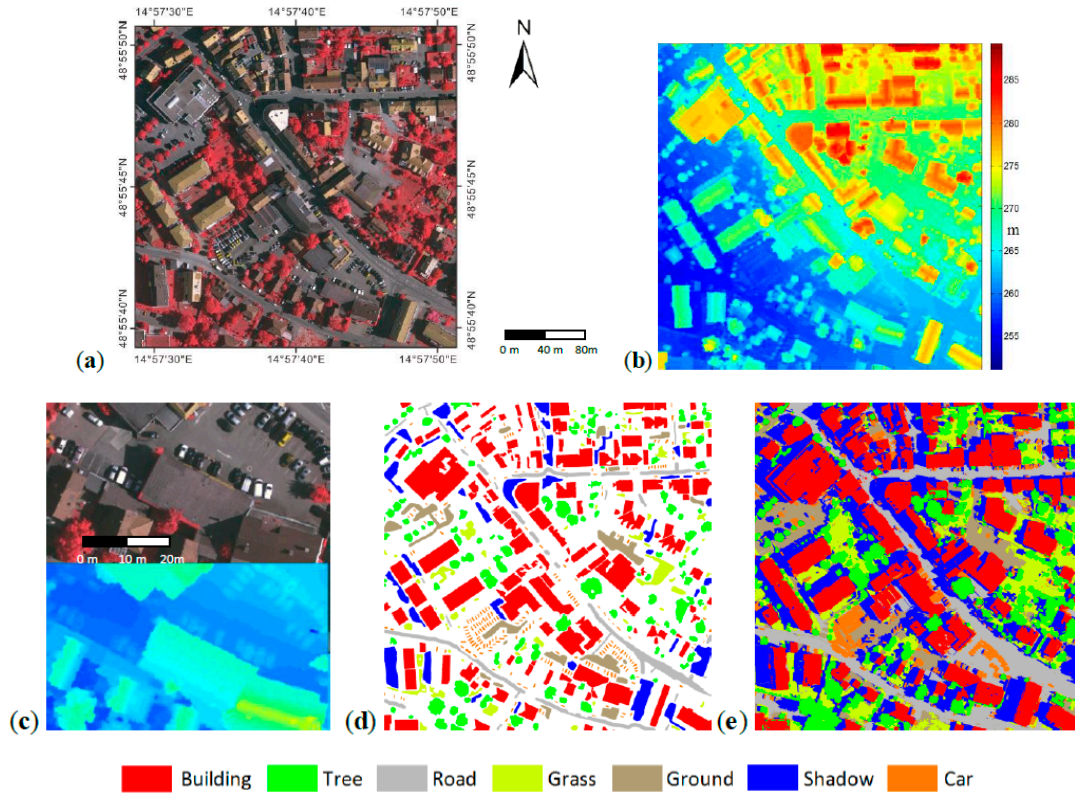 14°57'30"E 14°57'40"E 14°57'50"E
N
48°55'50"N 48°55'50"N
48°55'45"N 48°55'45"N
48°55'40"N 48°55'40"N
14°57'30"E 14°57'40"E 14°57'50"E
(a)
0 m 40 m 80m
(b)
285
280
275
270
m
265
260
255
0 m 10 m 20m
(c) (d) (e)
Building Tree Road Grass Ground Shadow Car